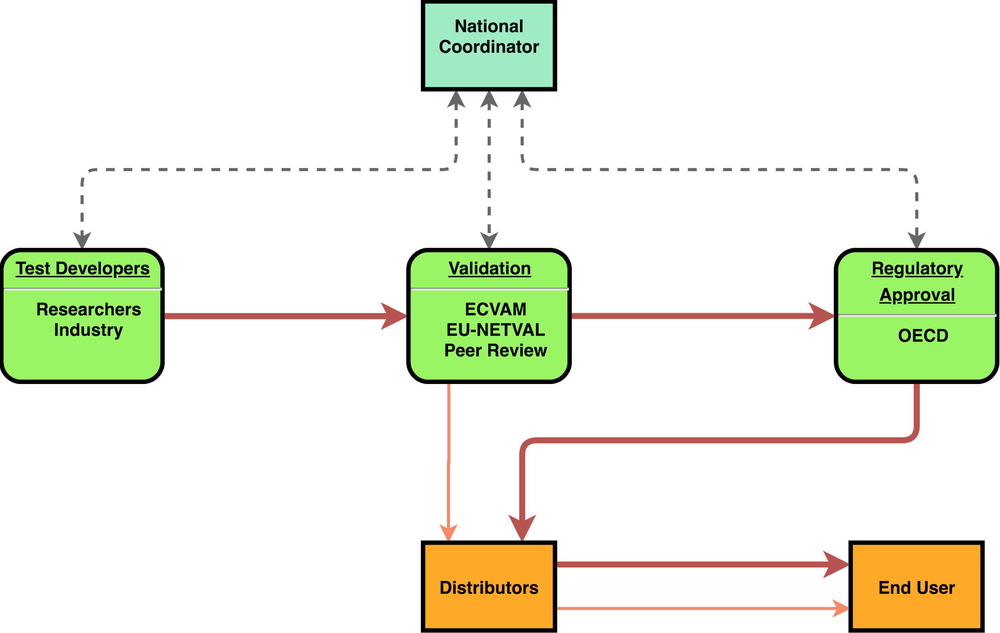 National
Coordinator
Test Developers
Researchers
Industry
Validation
ECVAM
EU-NETVAL
Peer Review
Regulatory
Approval
OECD
Distributors
End User